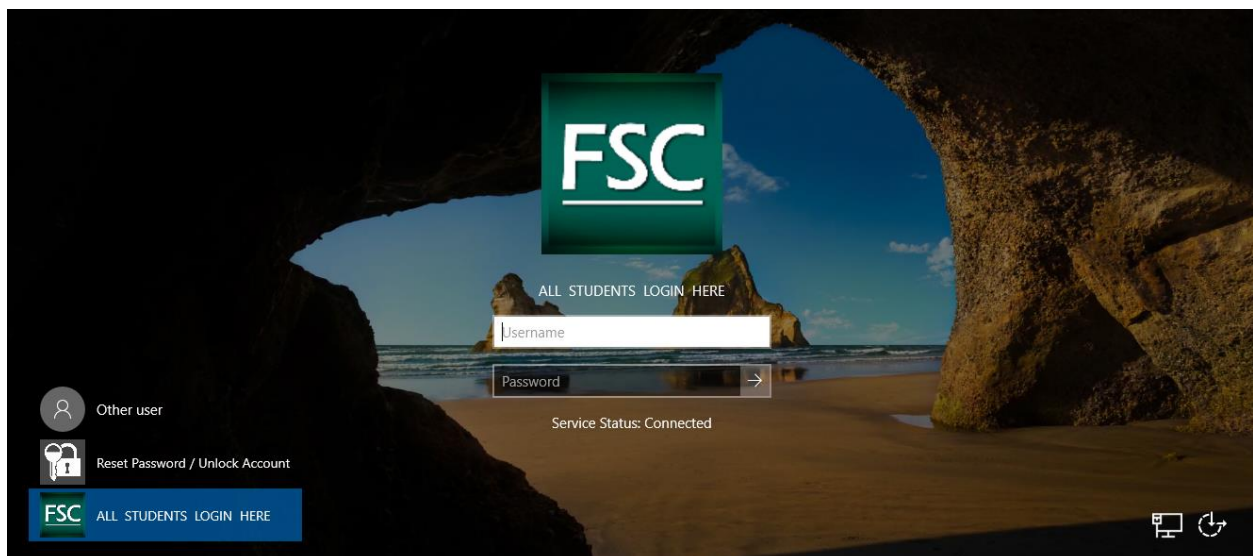 FSC
ALL STUDENTS LOGIN HERE
Username
Password
Service Status: Connected
Other user
Reset Password / Unlock Account
FSC
ALL STUDENTS LOGIN HERE